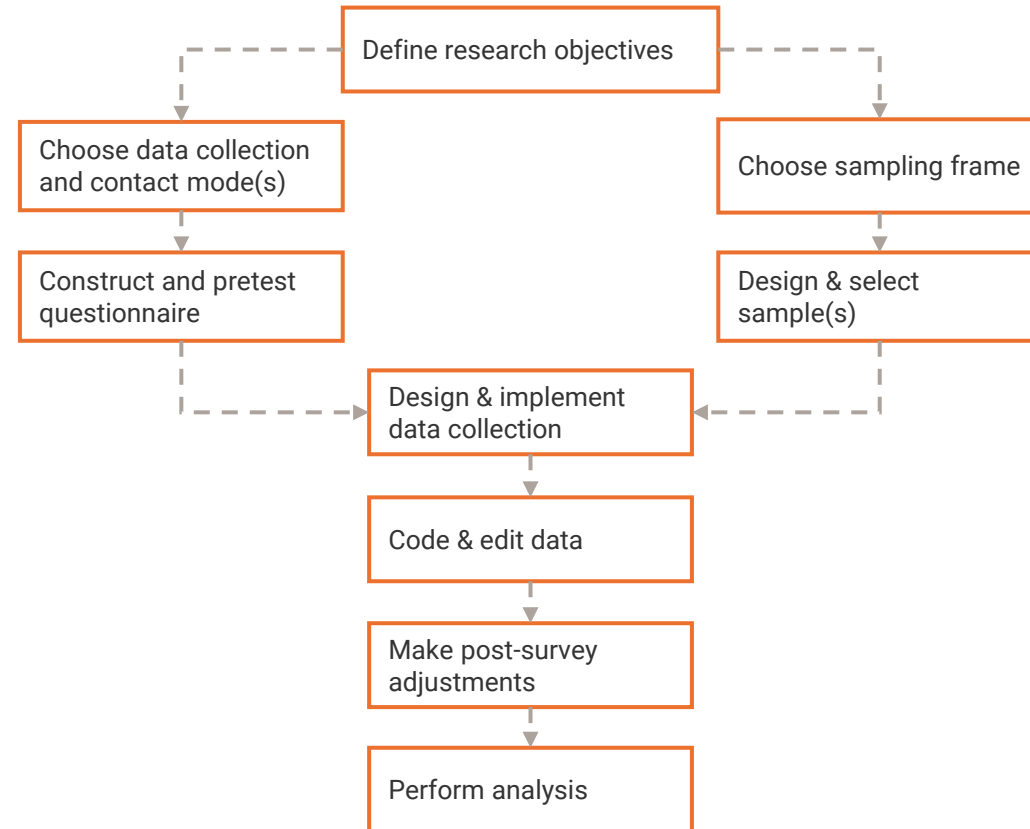 Define research objectives
Choose data collection
and contact mode(s)
Choose sampling frame
Construct and pretest
questionnaire
Design & select
sample(s)
Design & implement
data collection
Code & edit data
Make post-survey
adjustments
Perform analysis